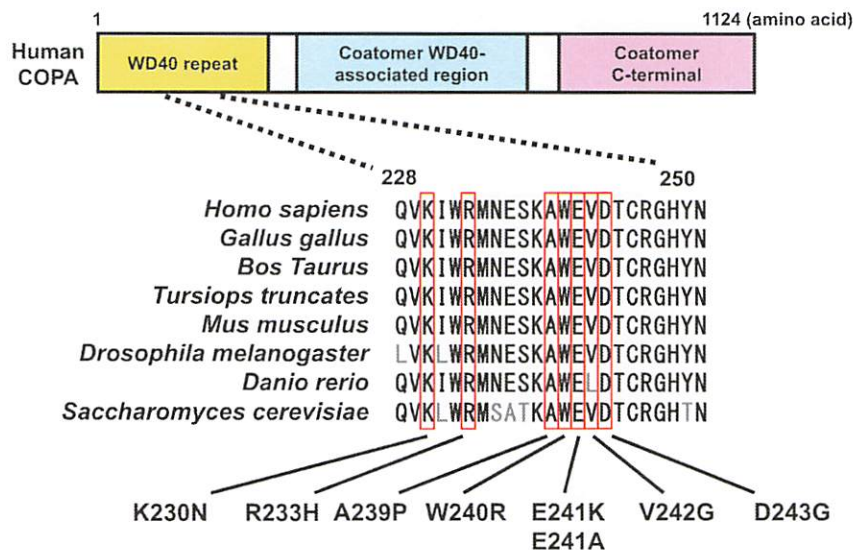 1 1124 (amino acid)
Human COPA
WD40 repeat
Coatomer WD40-associated region
Coatomer C-terminal
228 250
Homo sapiens QVKIWRMNESKAWEVDTCRGHYN
Gallus gallus QVKIWRMNESKAWEVDTCRGHYN
Bos Taurus QVKIWRMNESKAWEVDTCRGHYN
Tursiops truncates QVKIWRMNESKAWEVDTCRGHYN
Mus musculus QVKIWRMNESKAWEVDTCRGHYN
Drosophila melanogaster LVKLWRMNESKAWEVDTCRGHYN
Danio rerio QVKIWRMNESKAWELDTCRGHYN
Saccharomyces cerevisiae QVKLWRMSATKAWEVDTCRGHTN
K230N R233H A239P W240R E241K V242G D243G
E241A